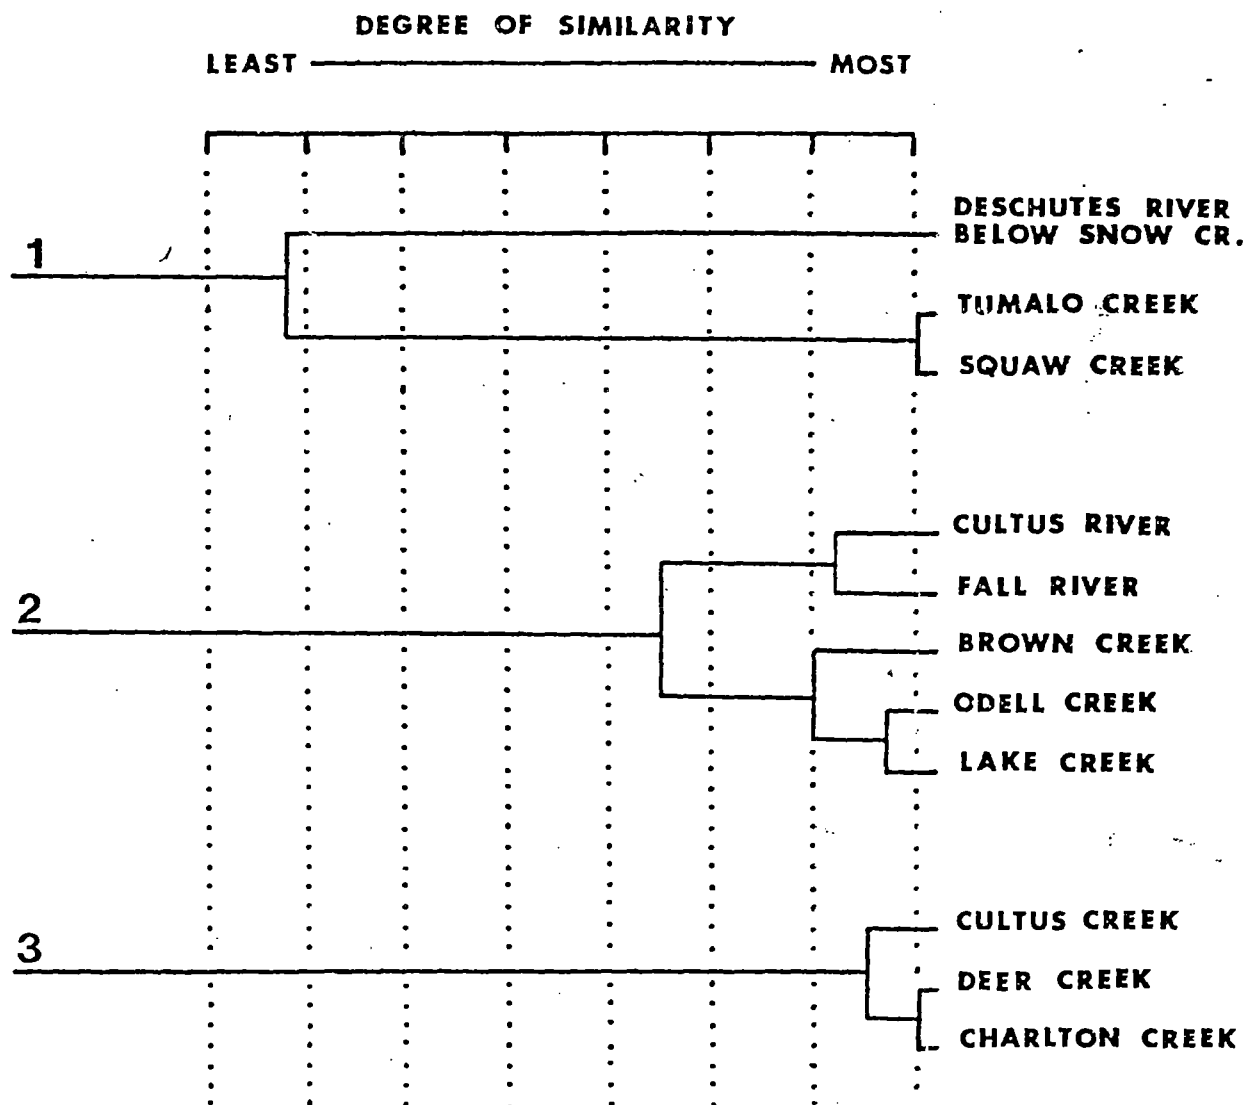 DEGREE OF SIMILARITY
LEAST MOST
DESCHUTES RIVER
BELOW SNOW CR.
1
TUMALO CREEK
SQUAW CREEK
CULTUS RIVER
FALL RIVER
2
BROWN CREEK
ODELL CREEK
LAKE CREEK
CULTUS CREEK
3
DEER CREEK
CHARLTON CREEK